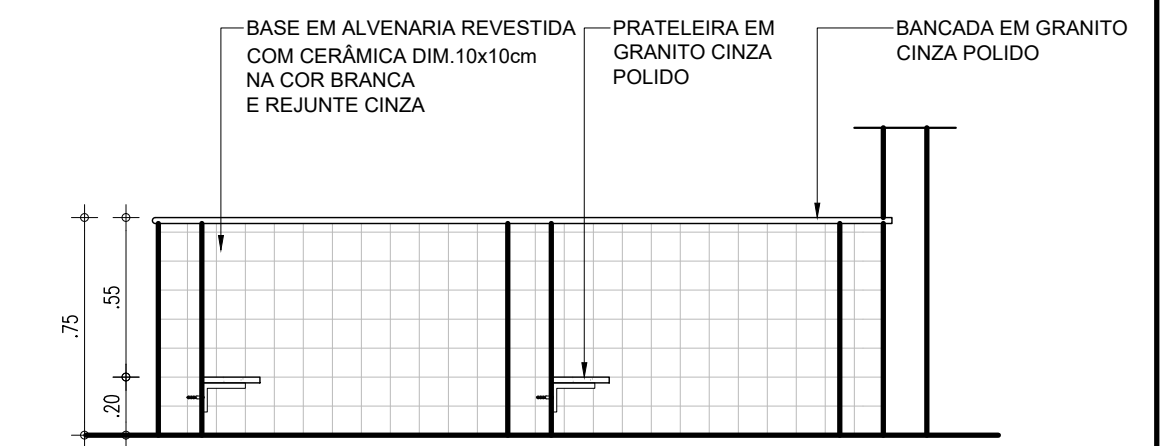 BASE EM ALVENARIA REVESTIDA
COM CERÂMICA DIM.10x10cm
NA COR BRANCA
E REJUNTE CINZA
PRATELEIRA EM
GRANITO CINZA
POLIDO
BANCADA EM GRANITO
CINZA POLIDO
.75
.55
.20